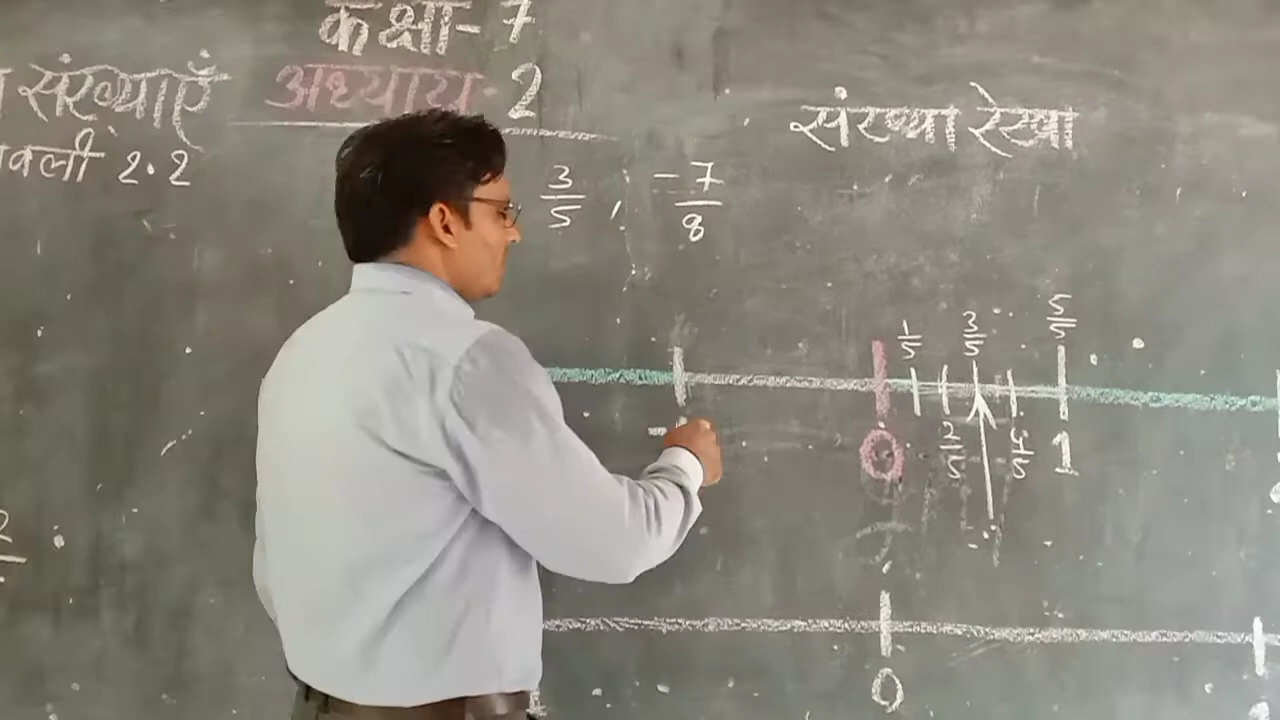 कक्षा- 7
अध्याय- 2
संख्याएँ
2.2
संख्या रेखा
3/5 , -7/8
1/5 3/5 5/5
2/5 4/5
0 1
0